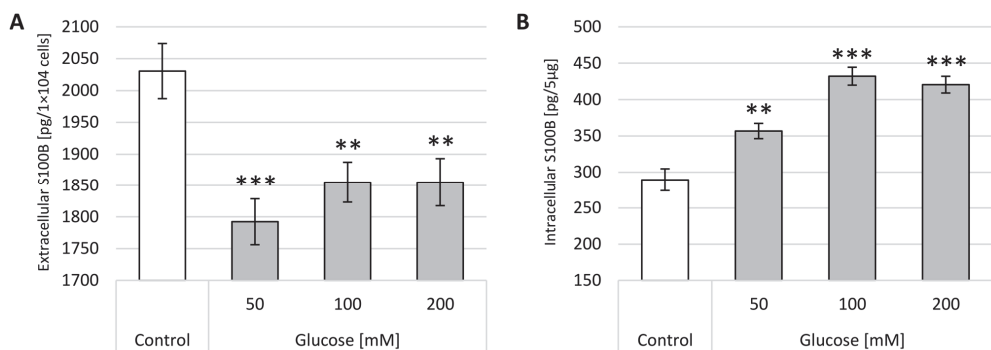 A
Extracellular S100B [pg/1×104 cells]
2100
2050
2000
1950
1900
1850
1800
1750
1700
***
**
**
50 100 200
Control Glucose [mM]
B
Intracellular S100B [pg/5µg]
500
450
400
350
300
250
200
150
**
***
***
50 100 200
Control Glucose [mM]